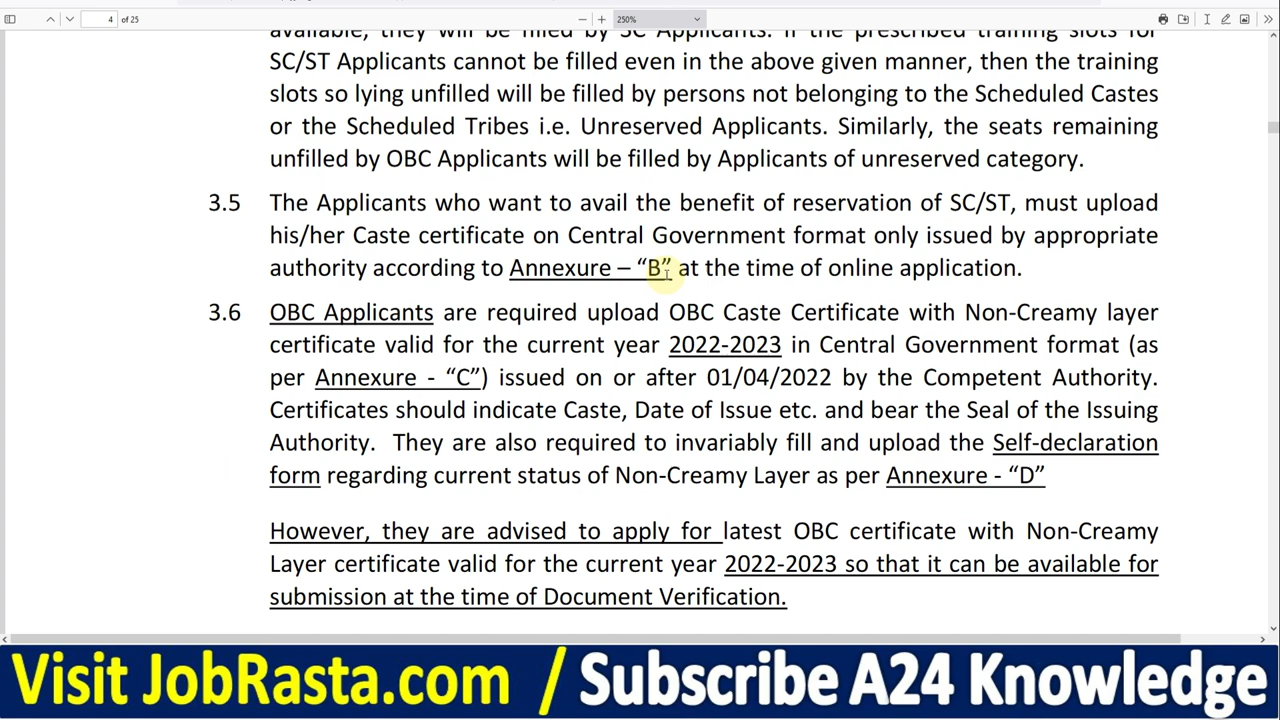 4 of 25
250%
available, they will be filled by SC Applicants. If the prescribed training slots for
SC/ST Applicants cannot be filled even in the above given manner, then the training
slots so lying unfilled will be filled by persons not belonging to the Scheduled Castes
or the Scheduled Tribes i.e. Unreserved Applicants. Similarly, the seats remaining
unfilled by OBC Applicants will be filled by Applicants of unreserved category.
3.5 The Applicants who want to avail the benefit of reservation of SC/ST, must upload
his/her Caste certificate on Central Government format only issued by appropriate
authority according to Annexure – “B” at the time of online application.
3.6 OBC Applicants are required upload OBC Caste Certificate with Non-Creamy layer
certificate valid for the current year 2022-2023 in Central Government format (as
per Annexure - “C”) issued on or after 01/04/2022 by the Competent Authority.
Certificates should indicate Caste, Date of Issue etc. and bear the Seal of the Issuing
Authority. They are also required to invariably fill and upload the Self-declaration
form regarding current status of Non-Creamy Layer as per Annexure - “D”
However, they are advised to apply for latest OBC certificate with Non-Creamy
Layer certificate valid for the current year 2022-2023 so that it can be available for
submission at the time of Document Verification.
Visit JobRasta.com / Subscribe A24 Knowledge